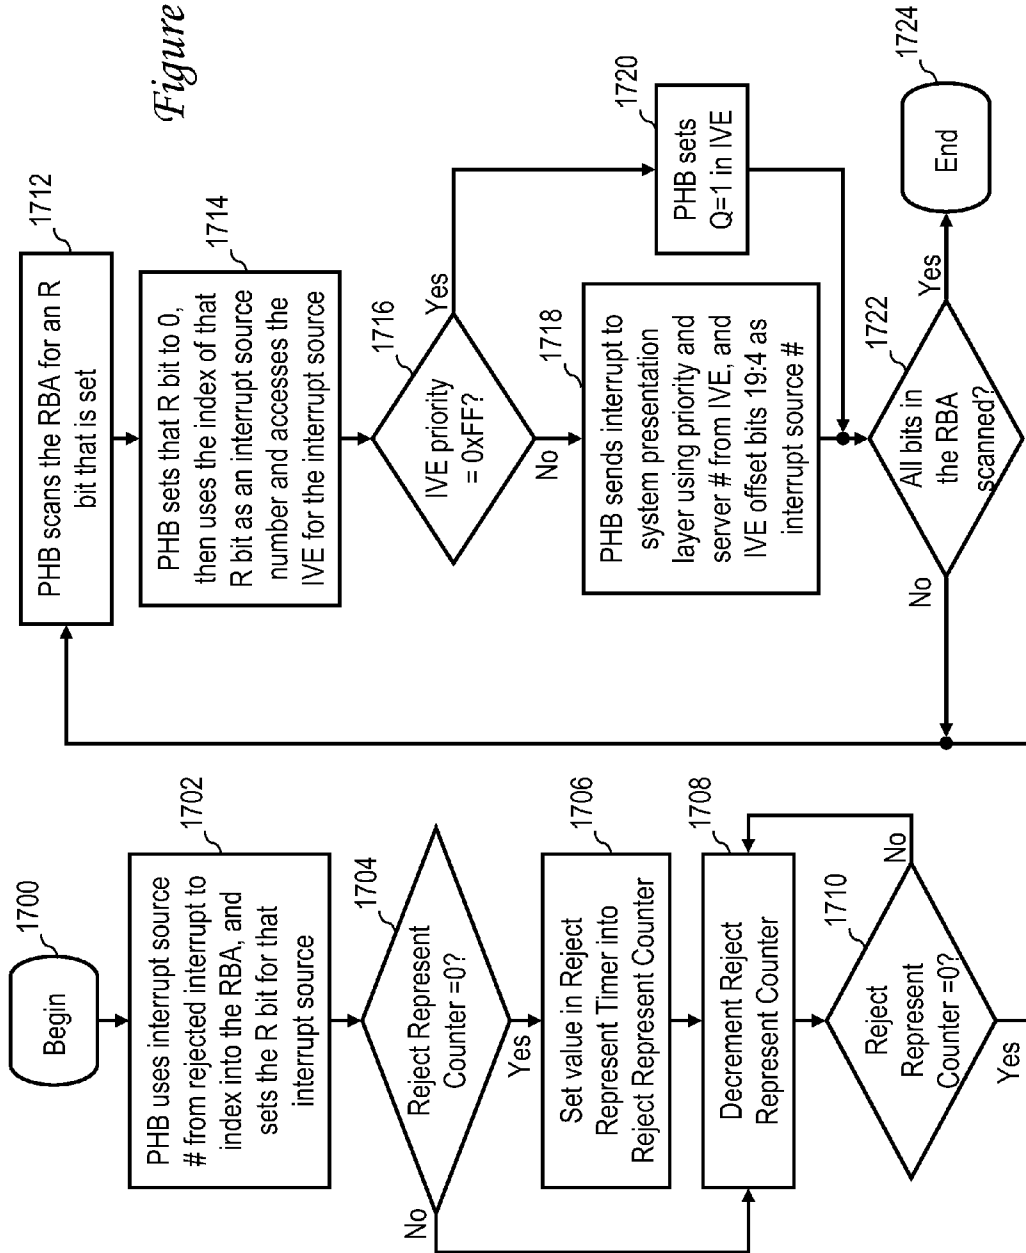 Figure
1700
Begin
1702
PHB uses interrupt source
# from rejected interrupt to
index into the RBA, and
sets the R bit for that
interrupt source
1704
Reject Represent
Counter =0?
No
Yes
1706
Set value in Reject
Represent Timer into
Reject Represent Counter
1708
Decrement Reject
Represent Counter
1710
Reject
Represent
Counter =0?
No
Yes
1712
PHB scans the RBA for an R
bit that is set
1714
PHB sets that R bit to 0,
then uses the index of that
R bit as an interrupt source
number and accesses the
IVE for the interrupt source
1716
IVE priority
= 0xFF?
Yes
No
1718
PHB sends interrupt to
system presentation
layer using priority and
server # from IVE, and
IVE offset bits 19:4 as
interrupt source #
1720
PHB sets
Q=1 in IVE
1722
All bits in
the RBA
scanned?
No
Yes
1724
End